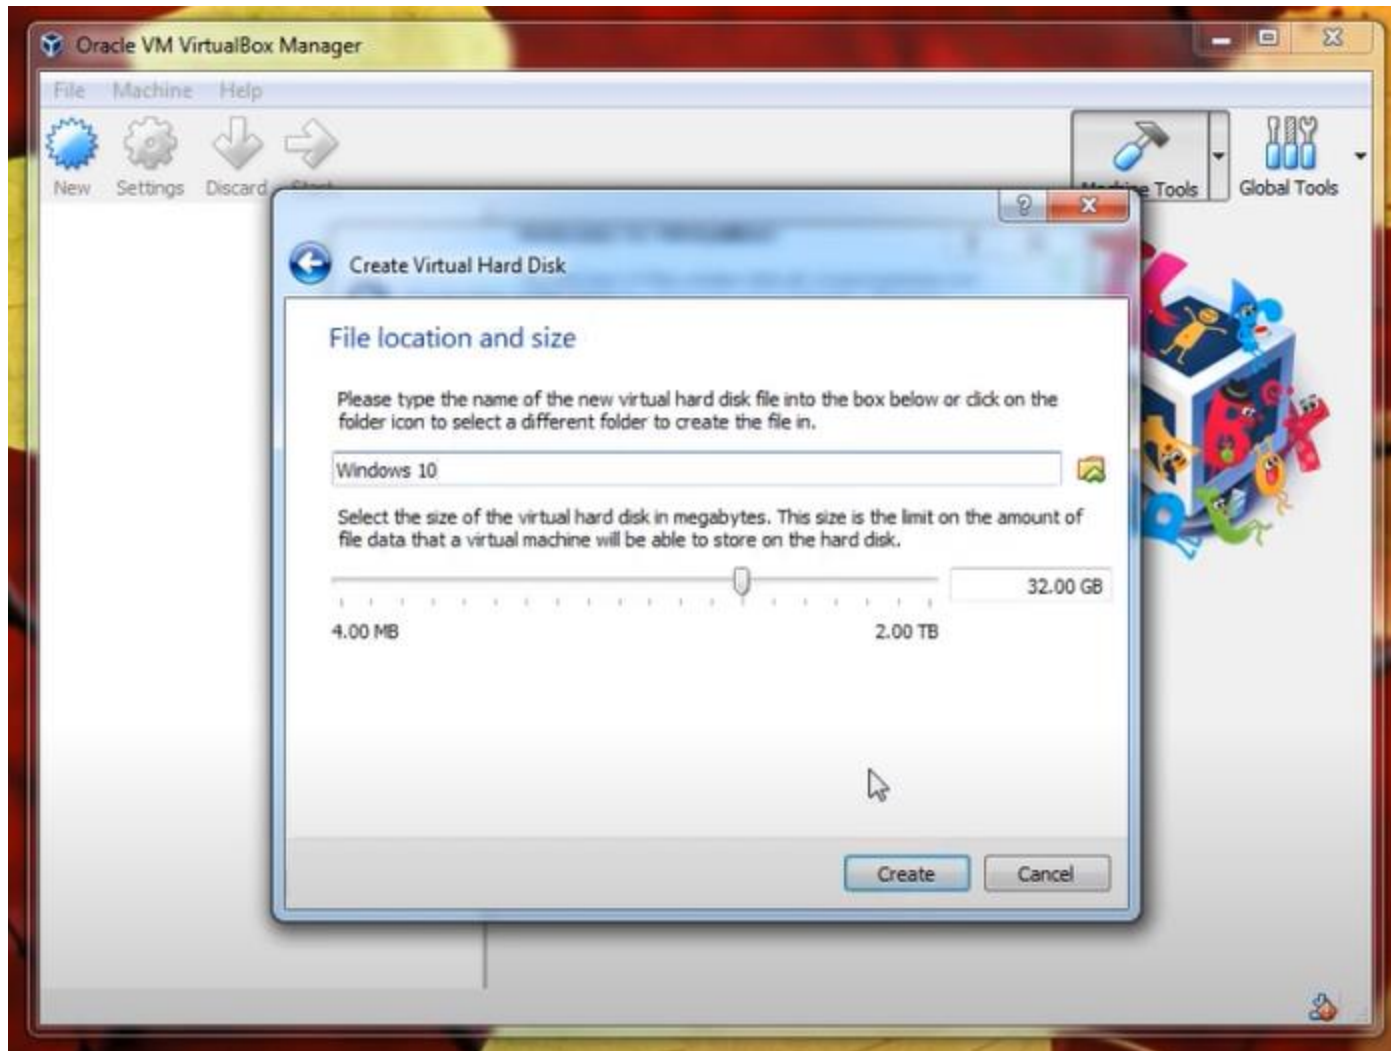 Oracle VM VirtualBox Manager
File Machine Help
New Settings Discard Start
Machine Tools Global Tools
Create Virtual Hard Disk
File location and size
Please type the name of the new virtual hard disk file into the box below or click on the
folder icon to select a different folder to create the file in.
Windows 10
Select the size of the virtual hard disk in megabytes. This size is the limit on the amount of
file data that a virtual machine will be able to store on the hard disk.
32.00 GB
4.00 MB 2.00 TB
Create Cancel